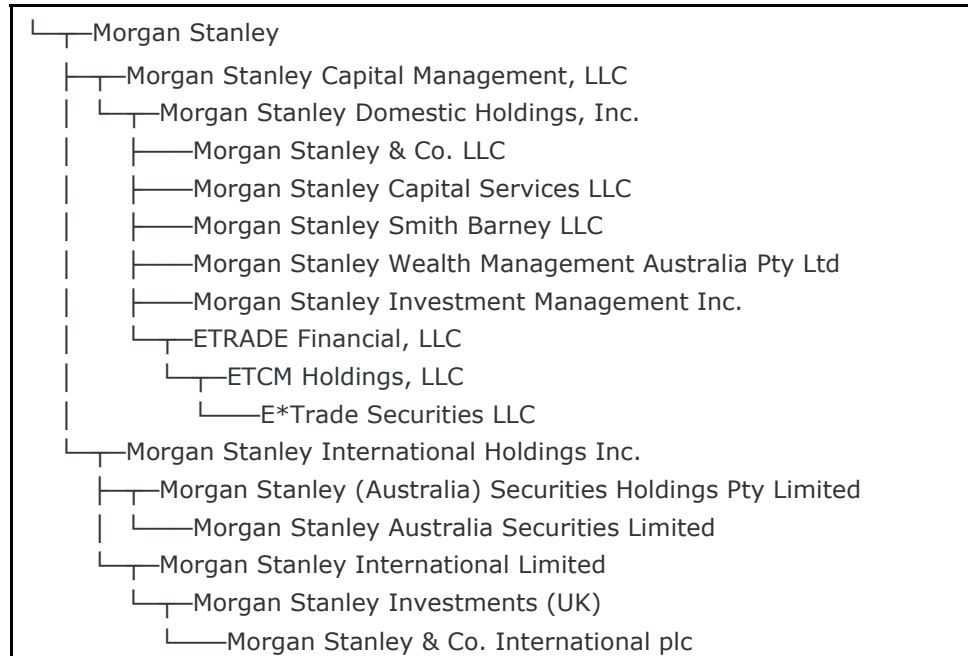 Morgan Stanley
Morgan Stanley Capital Management, LLC
Morgan Stanley Domestic Holdings, Inc.
Morgan Stanley & Co. LLC
Morgan Stanley Capital Services LLC
Morgan Stanley Smith Barney LLC
Morgan Stanley Wealth Management Australia Pty Ltd
Morgan Stanley Investment Management Inc.
ETRADE Financial, LLC
ETCM Holdings, LLC
E*Trade Securities LLC
Morgan Stanley International Holdings Inc.
Morgan Stanley (Australia) Securities Holdings Pty Limited
Morgan Stanley Australia Securities Limited
Morgan Stanley International Limited
Morgan Stanley Investments (UK)
Morgan Stanley & Co. International plc